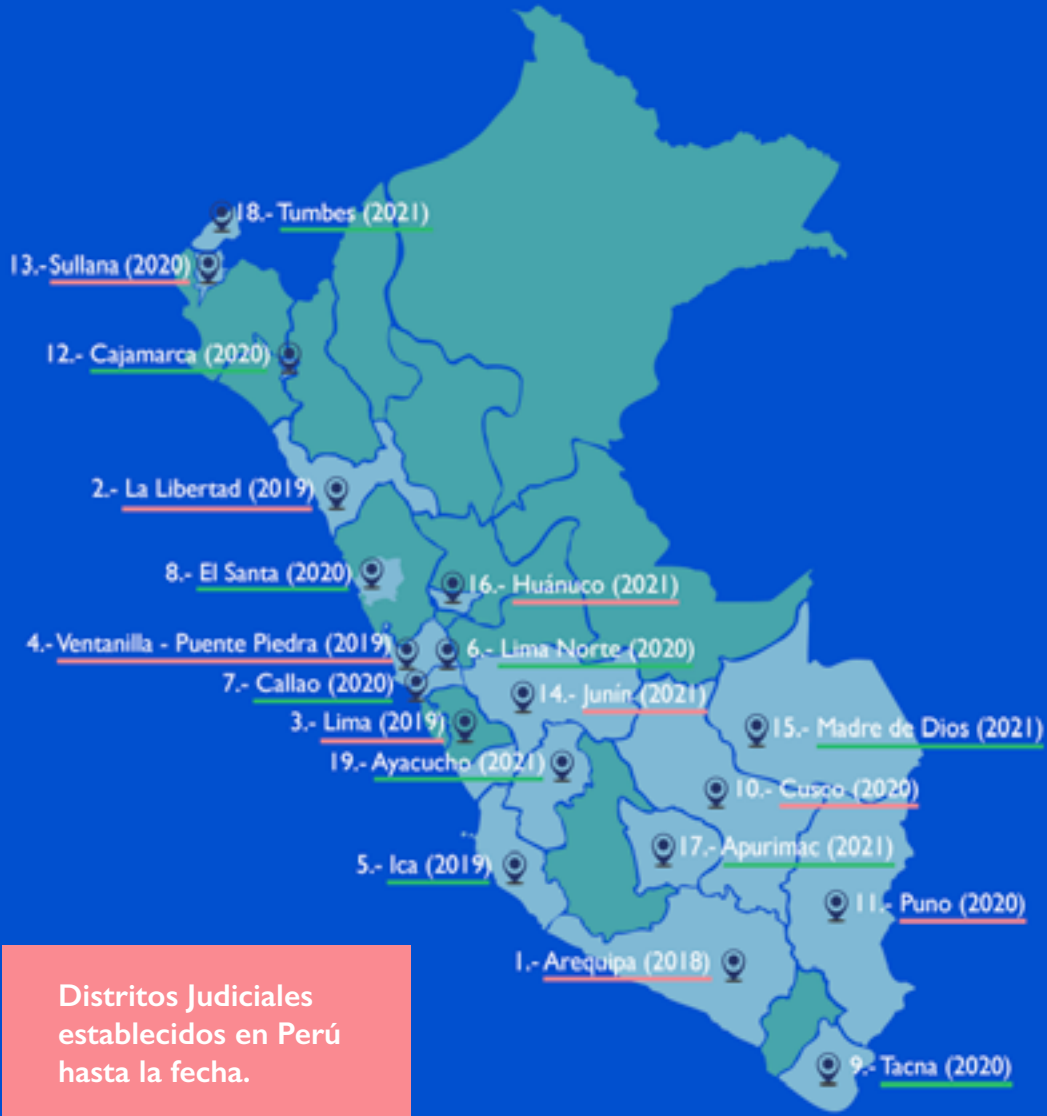 18.- Tumbes (2021)
13.- Sullana (2020)
12.- Cajamarca (2020)
2.- La Libertad (2019)
8.- El Santa (2020)
16.- Huánuco (2021)
4.- Ventanilla - Puente Piedra (2019)
6.- Lima Norte (2020)
7.- Callao (2020)
14.- Junín (2021)
3.- Lima (2019)
15.- Madre de Dios (2021)
19.- Ayacucho (2021)
10.- Cusco (2020)
17.- Apurimac (2021)
5.- Ica (2019)
11.- Puno (2020)
1.- Arequipa (2018)
Distritos Judiciales
establecidos en Perú
hasta la fecha.
9.- Tacna (2020)